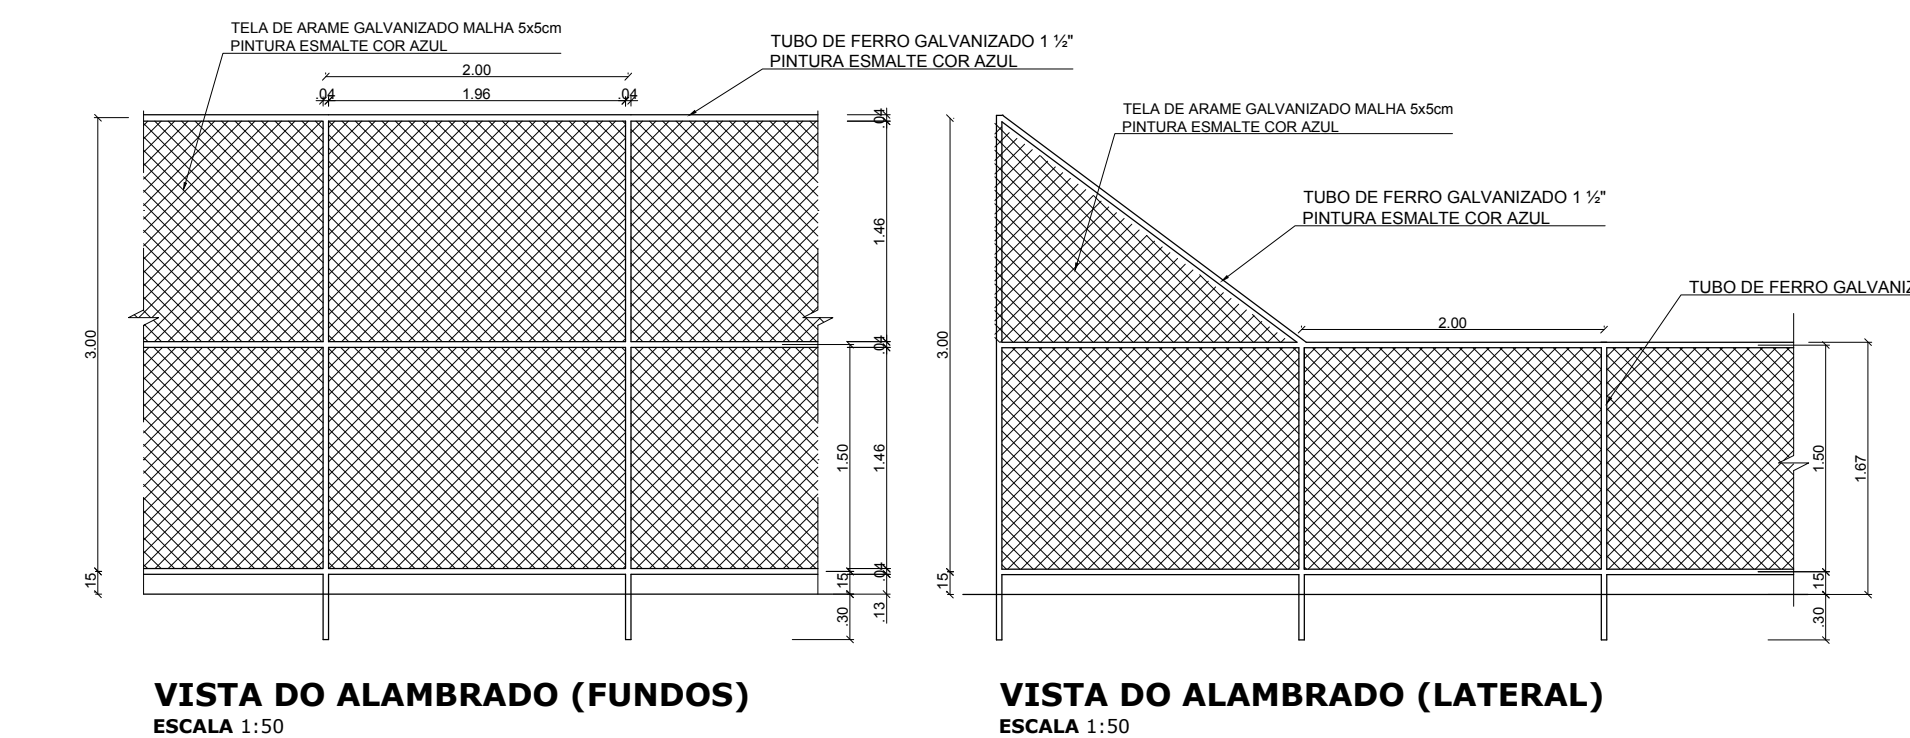 TELA DE ARAME GALVANIZADO MALHA 5x5cm
PINTURA ESMALTE COR AZUL
TUBO DE FERRO GALVANIZADO 1 ½"
PINTURA ESMALTE COR AZUL
2.00
.04
1.96
.04
3.00
.15
.04
1.46
.04
1.50
1.46
.15
.04
.30
.13
VISTA DO ALAMBRADO (FUNDOS)
ESCALA 1:50
TELA DE ARAME GALVANIZADO MALHA 5x5cm
PINTURA ESMALTE COR AZUL
TUBO DE FERRO GALVANIZADO 1 ½"
PINTURA ESMALTE COR AZUL
TUBO DE FERRO GALVANIZ
2.00
3.00
.15
1.50
1.67
.15
.30
VISTA DO ALAMBRADO (LATERAL)
ESCALA 1:50